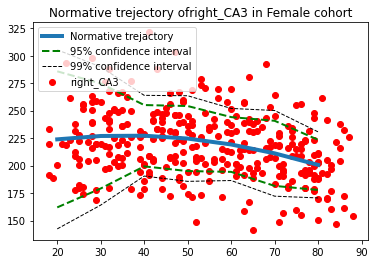 Normative trejectory ofright_CA3 in Female cohort
Normative trejactory
95% confidence interval
99% confidence interval
right_CA3
325
300
275
250
225
200
175
150
20 30 40 50 60 70 80 90